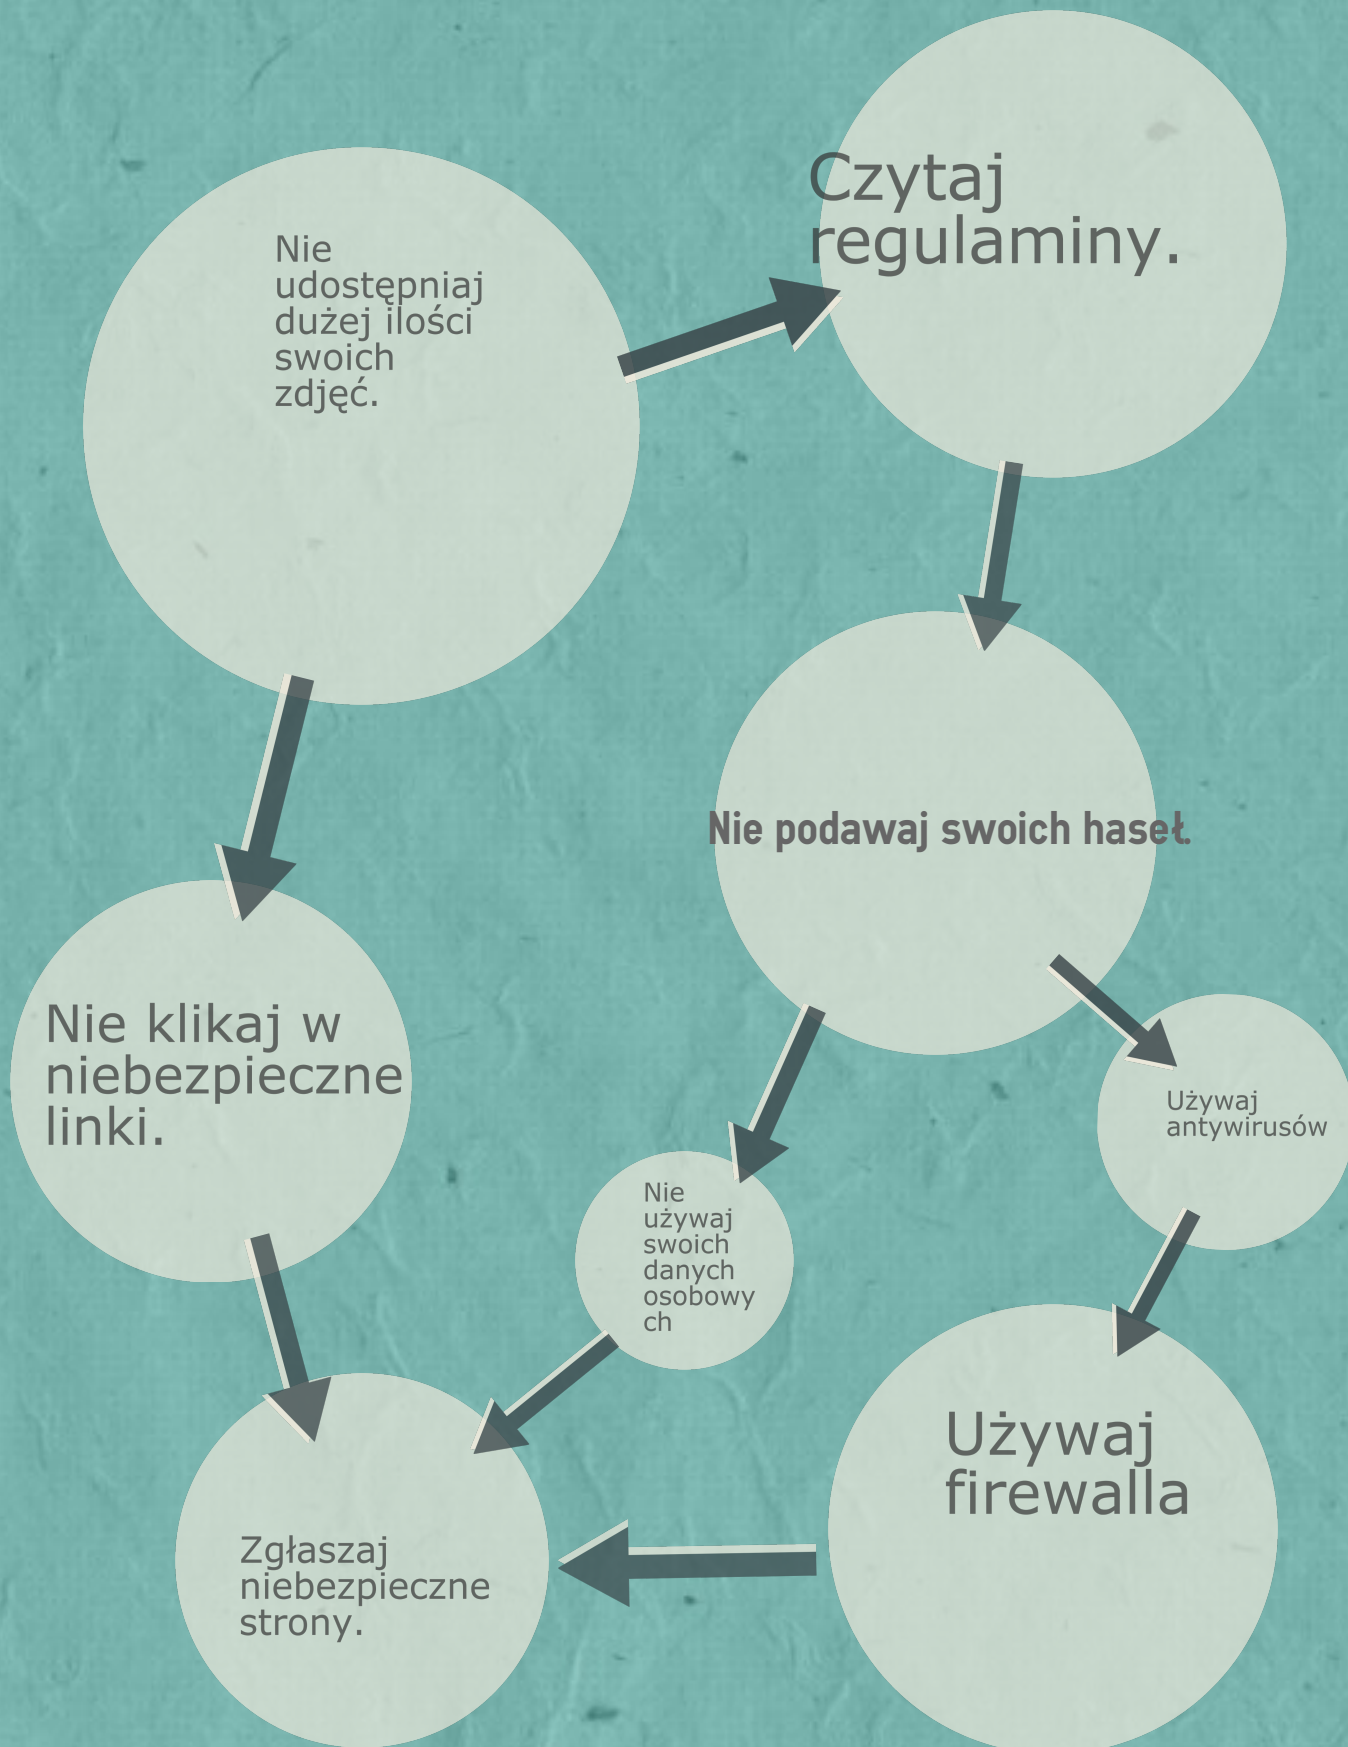 Nie
udostępniaj
dużej ilości
swoich
zdjęć.
Czytaj
regulaminy.
Nie podawaj swoich haseł.
Nie klikaj w
niebezpieczne
linki.
Używaj
antywirusów
Nie
używaj
swoich
danych
osobowy
ch
Używaj
firewalla
Zgłaszaj
niebezpieczne
strony.